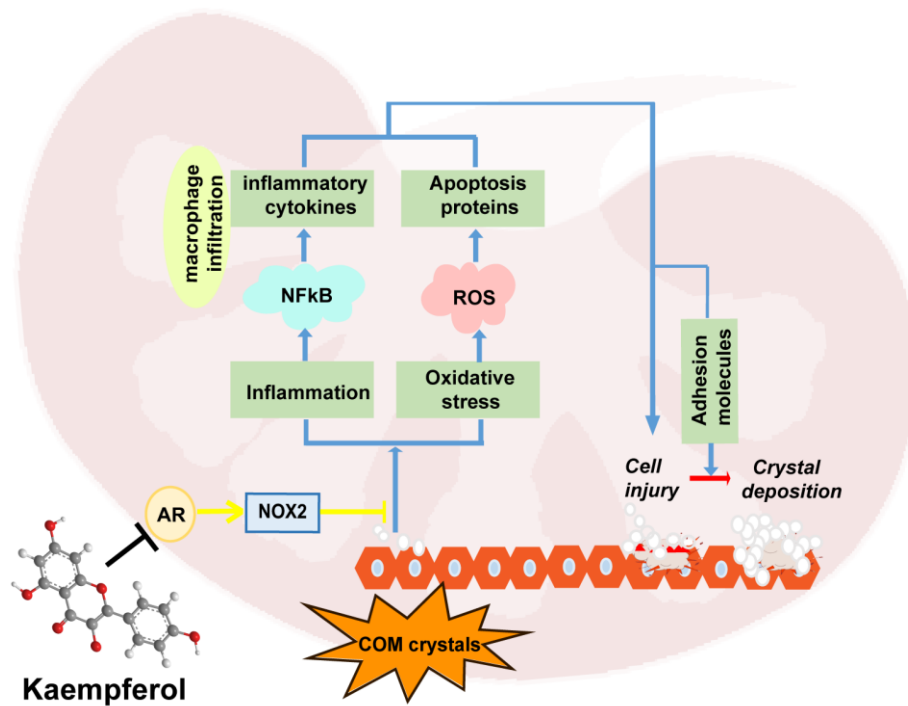 inflammatory
cytokines
Apoptosis
proteins
macrophage
infiltration
NFkB
ROS
Inflammation
Oxidative
stress
Adhesion
molecules
Cell
injury
Crystal
deposition
AR
NOX2
COM crystals
Kaempferol